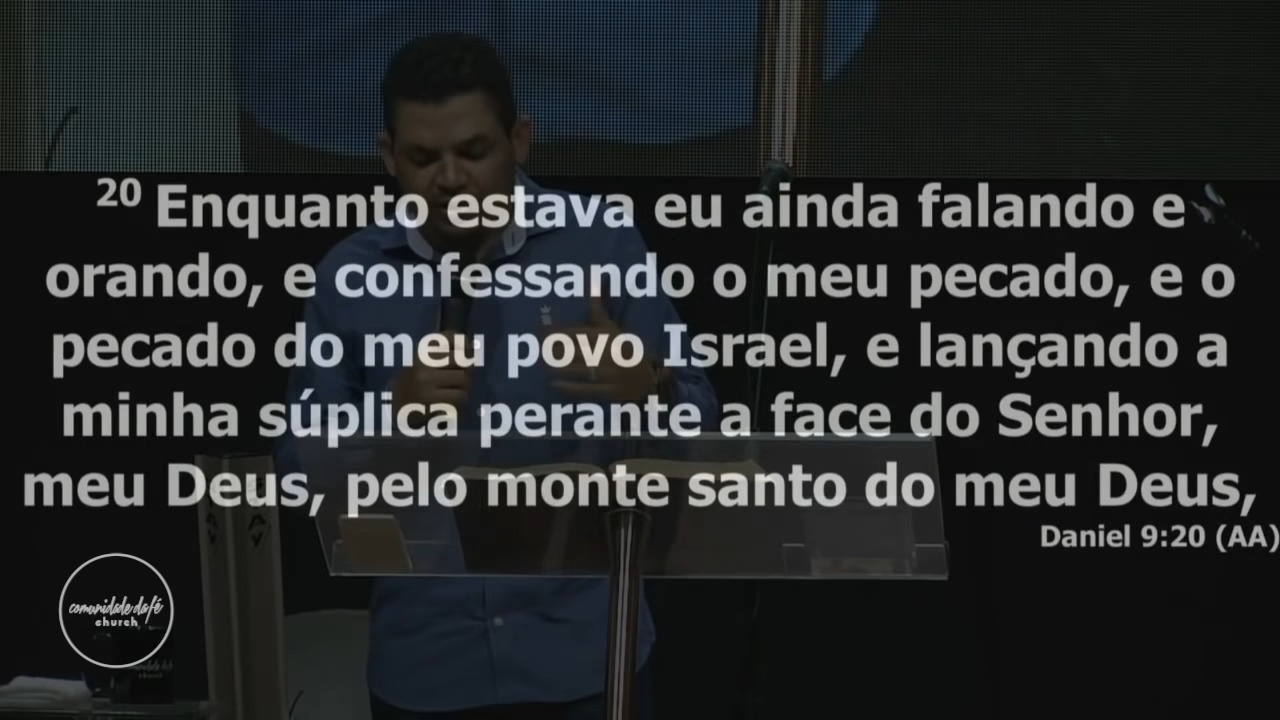 20 Enquanto estava eu ainda falando e
orando, e confessando o meu pecado, e o
pecado do meu povo Israel, e lançando a
minha súplica perante a face do Senhor,
meu Deus, pelo monte santo do meu Deus,
Daniel 9:20 (AA)
comunidade da fé
church